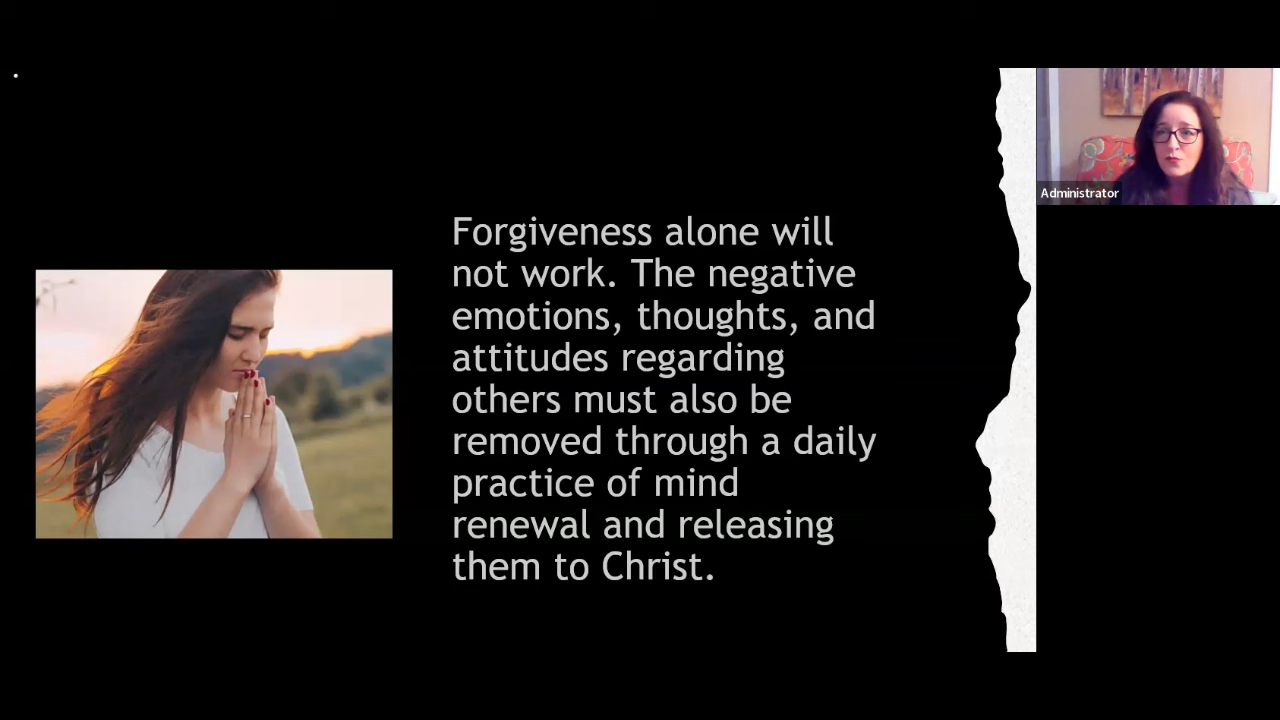 Forgiveness alone will
not work. The negative
emotions, thoughts, and
attitudes regarding
others must also be
removed through a daily
practice of mind
renewal and releasing
them to Christ.
Administrator